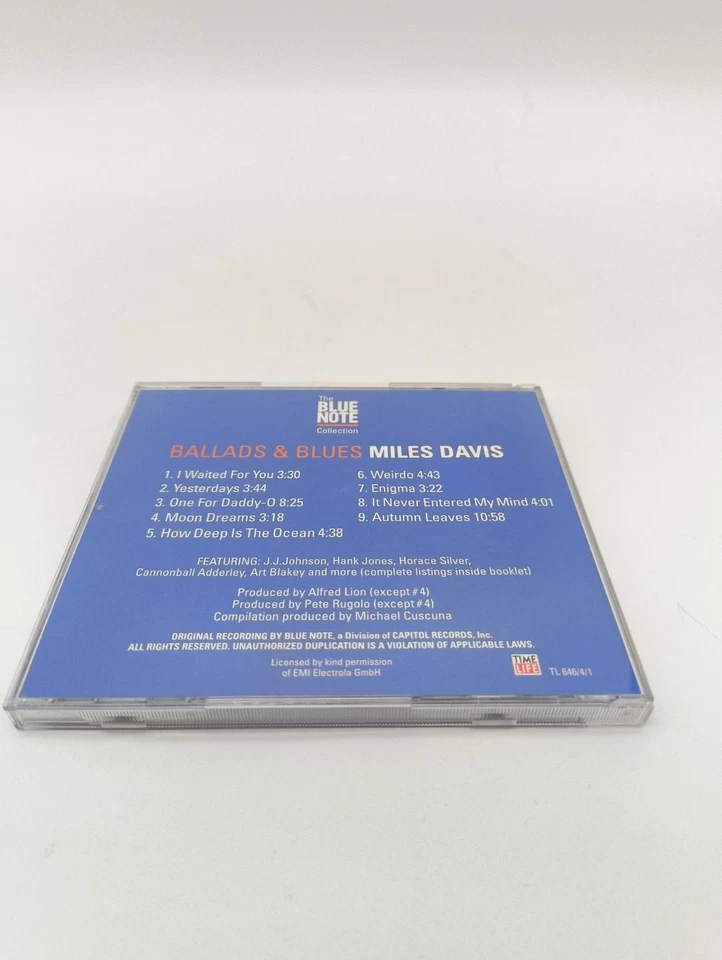 The
BLUE
NOTE
Collection
BALLADS & BLUES MILES DAVIS
1. I Waited For You 3:30
2. Yesterdays 3:44
3. One For Daddy-O 8:25
4. Moon Dreams 3:18
5. How Deep Is The Ocean 4:38
6. Weirdo 4:43
7. Enigma 3:22
8. It Never Entered My Mind 4:01
9. Autumn Leaves 10:58
FEATURING: J.J.Johnson, Hank Jones, Horace Silver,
Cannonball Adderley, Art Blakey and more (complete listings inside booklet)
Produced by Alfred Lion (except #4)
Produced by Pete Rugolo (except #4)
Compilation produced by Michael Cuscuna
ORIGINAL RECORDING BY BLUE NOTE, a Division of CAPITOL RECORDS, Inc.
ALL RIGHTS RESERVED. UNAUTHORIZED DUPLICATION IS A VIOLATION OF APPLICABLE LAWS.
Licensed by kind permission
of EMI Electrola GmbH
TIME
LIFE
TL 646/4/1